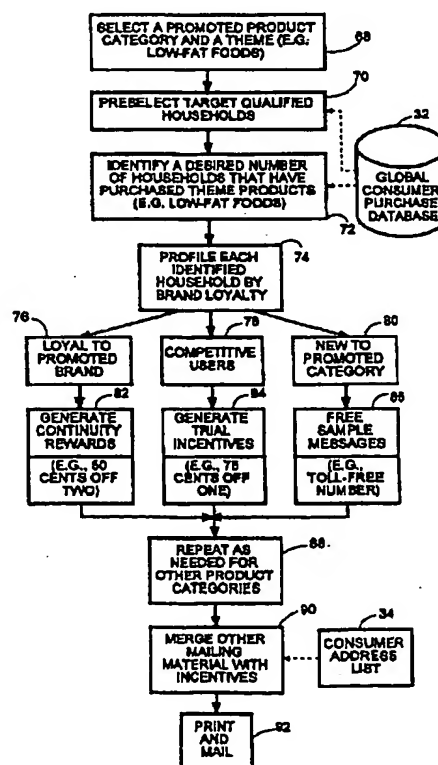 SELECT A PROMOTED PRODUCT
CATEGORY AND A THEME (E.G.:
LOW-FAT FOODS)
68
70
PRESELECT TARGET QUALIFIED
HOUSEHOLDS
32
IDENTIFY A DESIRED NUMBER
OF HOUSEHOLDS THAT HAVE
PURCHASED THEME PRODUCTS
(E.G. LOW-FAT FOODS)
GLOBAL
CONSUMER
PURCHASE
DATABASE
72
74
PROFILE EACH
IDENTIFIED
HOUSEHOLD BY
BRAND LOYALTY
76
78
80
LOYAL TO
PROMOTED
BRAND
COMPETITIVE
USERS
NEW TO
PROMOTED
CATEGORY
82
84
86
GENERATE
CONTINUITY
REWARDS
GENERATE
TRIAL
INCENTIVES
FREE
SAMPLE
MESSAGES
(E.G., 50
CENTS OFF
TWO)
(E.G., 75
CENTS OFF
ONE)
(E.G.,
TOLL-FREE
NUMBER)
88
REPEAT AS
NEEDED FOR
OTHER PRODUCT
CATEGORIES
90
34
MERGE OTHER
MAILING
MATERIAL WITH
INCENTIVES
CONSUMER
ADDRESS
LIST
92
PRINT
AND
MAIL